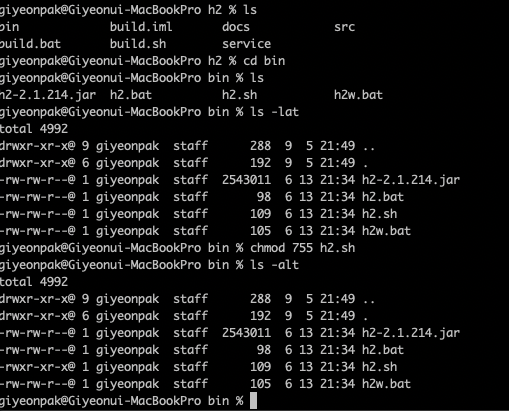 giyeonpak@Giyeonui-MacBookPro h2 % ls
bin build.iml docs src
build.bat build.sh service
giyeonpak@Giyeonui-MacBookPro h2 % cd bin
giyeonpak@Giyeonui-MacBookPro bin % ls
h2-2.1.214.jar h2.bat h2.sh h2w.bat
giyeonpak@Giyeonui-MacBookPro bin % ls -lat
total 4992
drwxr-xr-x@ 9 giyeonpak staff 288 9 5 21:49 ..
drwxr-xr-x@ 6 giyeonpak staff 192 9 5 21:49 .
-rw-rw-r--@ 1 giyeonpak staff 2543011 6 13 21:34 h2-2.1.214.jar
-rw-rw-r--@ 1 giyeonpak staff 98 6 13 21:34 h2.bat
-rw-rw-r--@ 1 giyeonpak staff 109 6 13 21:34 h2.sh
-rw-rw-r--@ 1 giyeonpak staff 105 6 13 21:34 h2w.bat
giyeonpak@Giyeonui-MacBookPro bin % chmod 755 h2.sh
giyeonpak@Giyeonui-MacBookPro bin % ls -alt
total 4992
drwxr-xr-x@ 9 giyeonpak staff 288 9 5 21:49 ..
drwxr-xr-x@ 6 giyeonpak staff 192 9 5 21:49 .
-rw-rw-r--@ 1 giyeonpak staff 2543011 6 13 21:34 h2-2.1.214.jar
-rw-rw-r--@ 1 giyeonpak staff 98 6 13 21:34 h2.bat
-rwxr-xr-x@ 1 giyeonpak staff 109 6 13 21:34 h2.sh
-rw-rw-r--@ 1 giyeonpak staff 105 6 13 21:34 h2w.bat
giyeonpak@Giyeonui-MacBookPro bin %